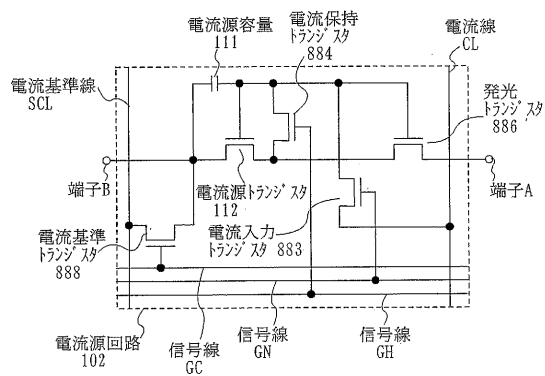 電流源容量
111
電流保持
トランジスタ
884
電流線
CL
電流基準線
SCL
発光
トランジスタ
886
端子B
端子A
電流源トランジスタ
112
電流入力
トランジスタ 883
電流基準
トランジスタ
888
電流源回路
102
信号線
GC
信号線
GN
信号線
GH